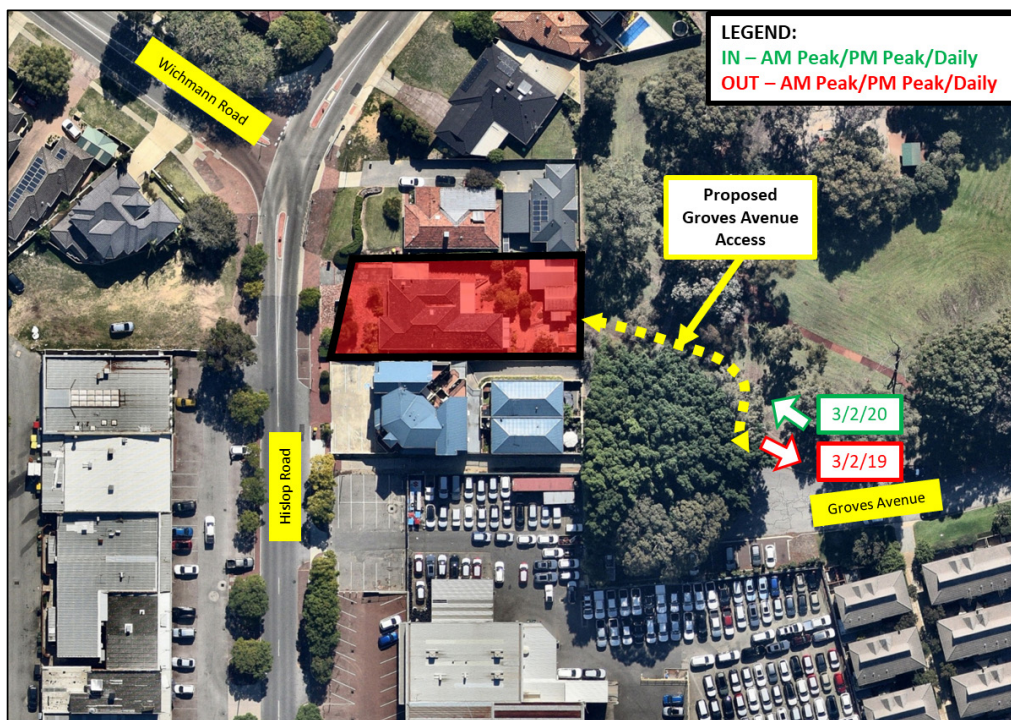 LEGEND:
IN – AM Peak/PM Peak/Daily
OUT – AM Peak/PM Peak/Daily
Wichmann Road
Proposed
Groves Avenue
Access
3/2/20
3/2/19
Groves Avenue
Hislop Road